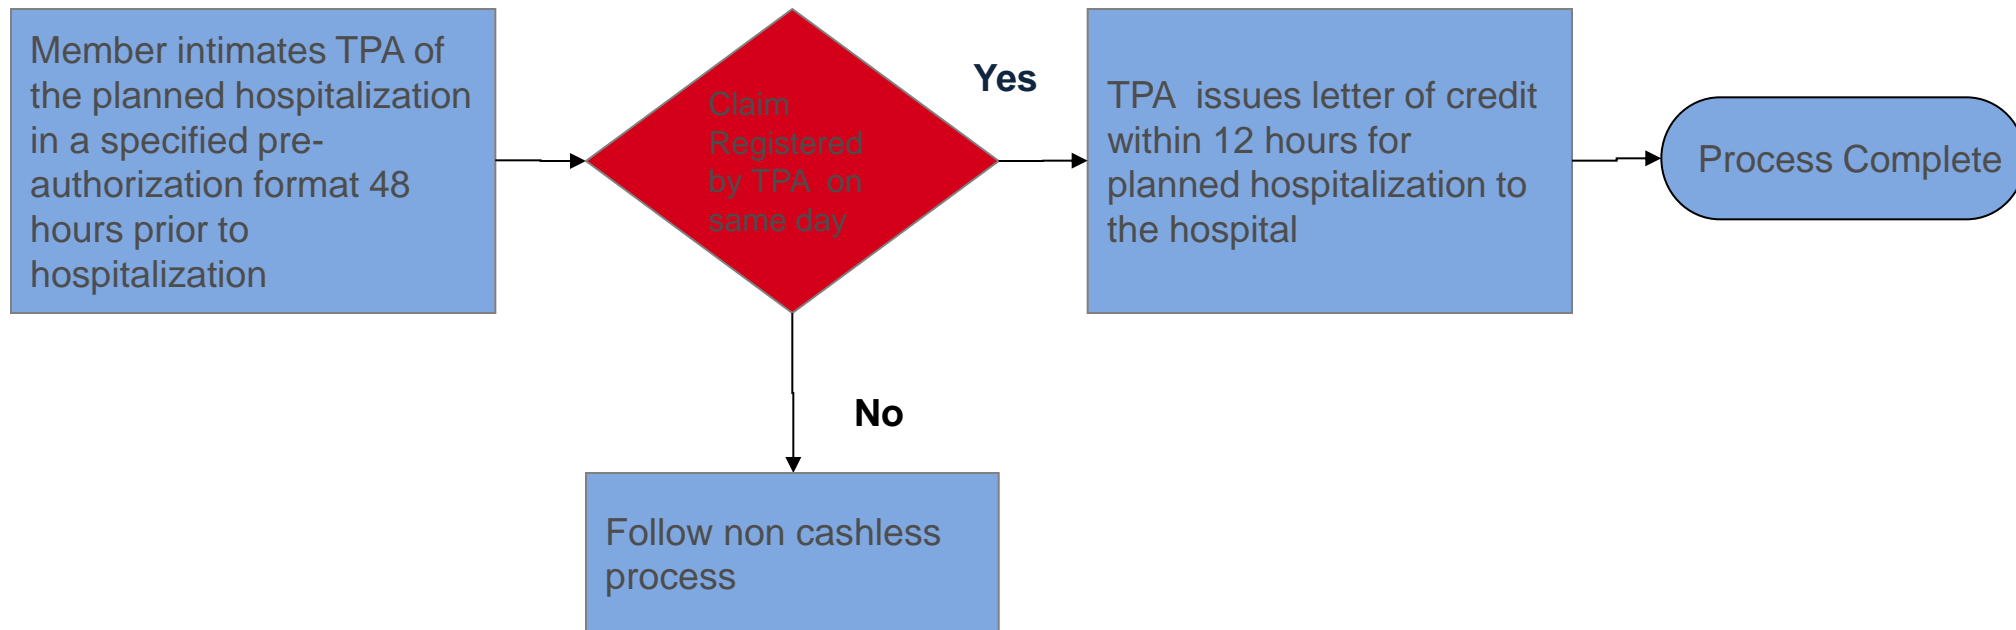 Member intimates TPA of
the planned hospitalization
in a specified pre-
authorization format 48
hours prior to
hospitalization
Claim
Registered
by TPA  on
same day
Yes
TPA  issues letter of credit
within 12 hours for
planned hospitalization to
the hospital
Process Complete
No
Follow non cashless
process